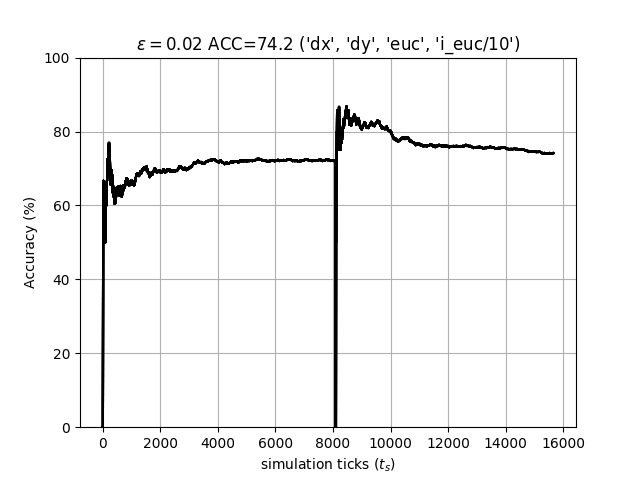 ε = 0.02 ACC=74.2 ('dx', 'dy', 'euc', 'i_euc/10')
100
80
60
40
20
0
Accuracy (%)
0 2000 4000 6000 8000 10000 12000 14000 16000
simulation ticks (tₛ)